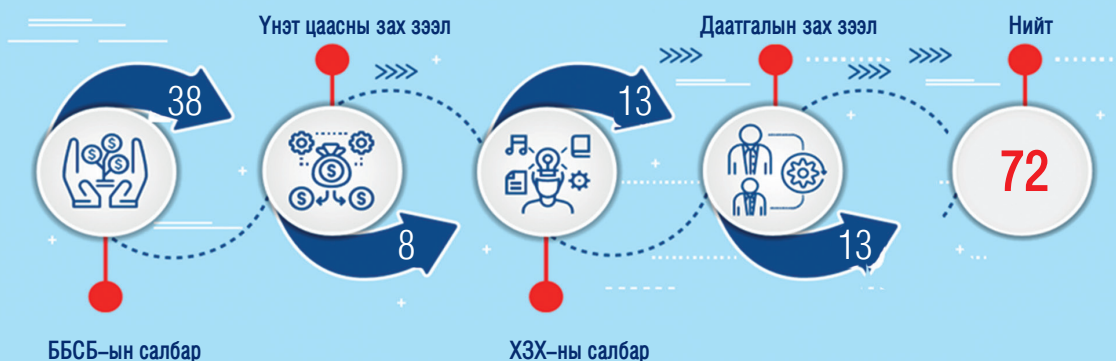 Үнэт цаасны зах зээл
Даатгалын зах зээл
Нийт
38
13
72
8
13
ББСБ–ын салбар
ХЗХ–ны салбар